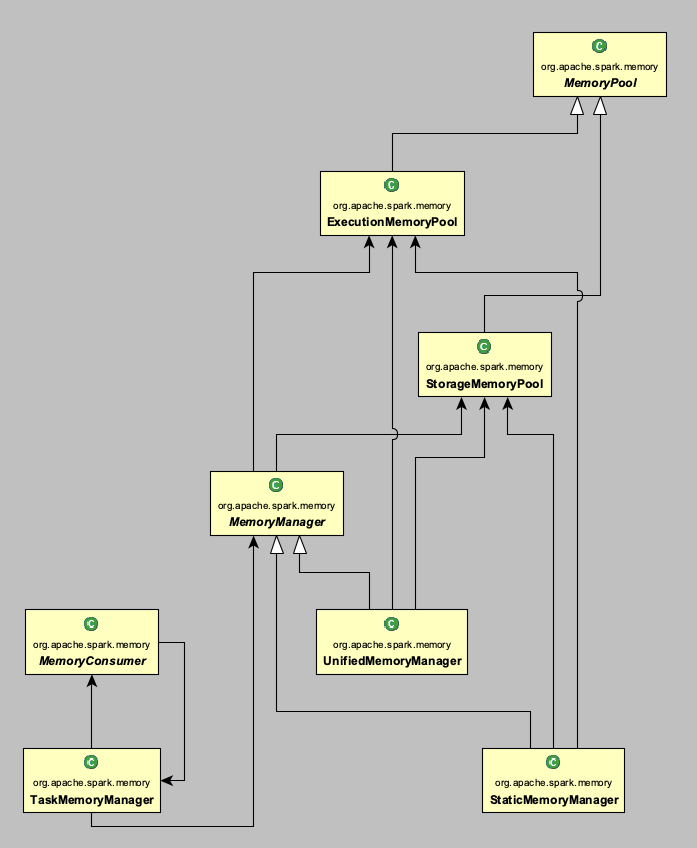 C
org.apache.spark.memory
MemoryPool
C
org.apache.spark.memory
ExecutionMemoryPool
C
org.apache.spark.memory
StorageMemoryPool
C
org.apache.spark.memory
MemoryManager
C
org.apache.spark.memory
MemoryConsumer
C
org.apache.spark.memory
UnifiedMemoryManager
C
org.apache.spark.memory
TaskMemoryManager
C
org.apache.spark.memory
StaticMemoryManager